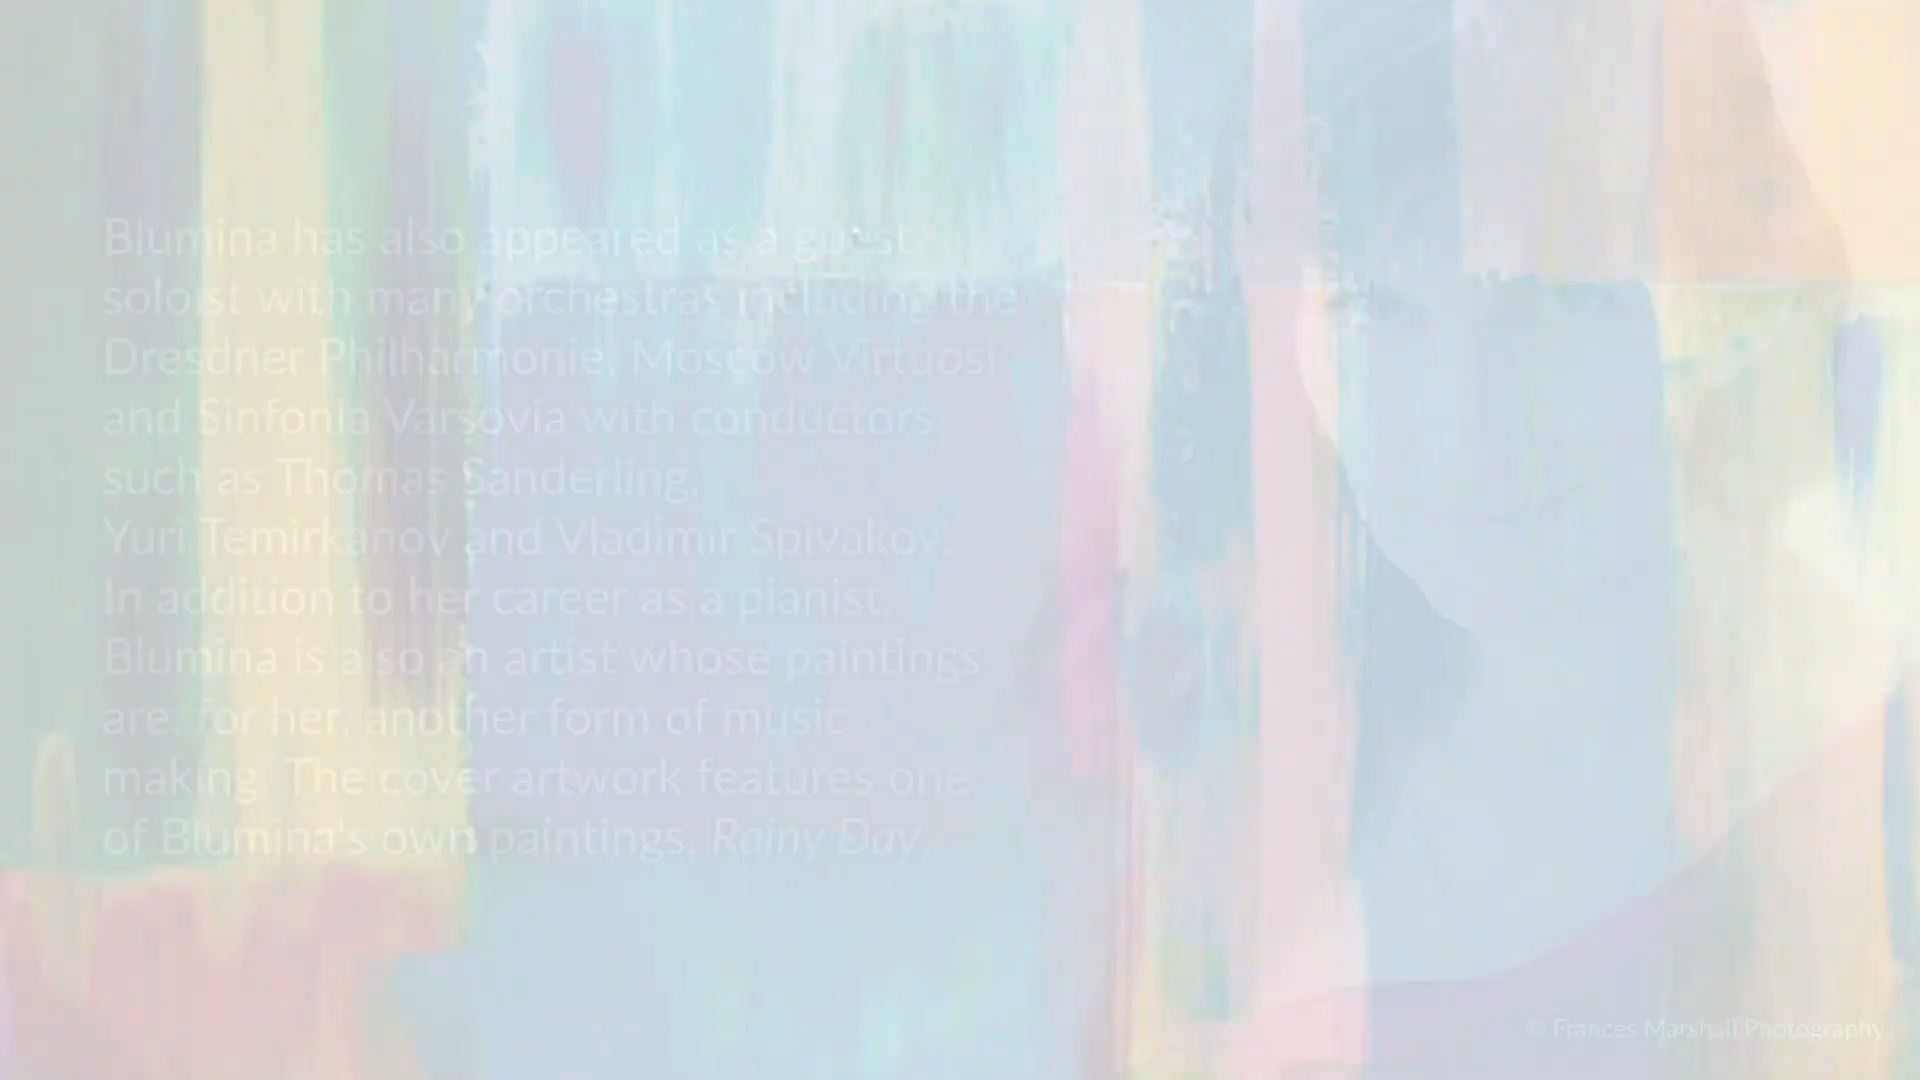 Blumina has also appeared as a guest
soloist with many orchestras including the
Dresdner Philharmonie, Moscow Virtuosi
and Sinfonia Varsovia with conductors
such as Thomas Sanderling,
Yuri Temirkanov and Vladimir Spivakov.
In addition to her career as a pianist,
Blumina is also an artist whose paintings
are, for her, another form of music
making. The cover artwork features one
of Blumina's own paintings, Rainy Day.
© Frances Marshall Photography